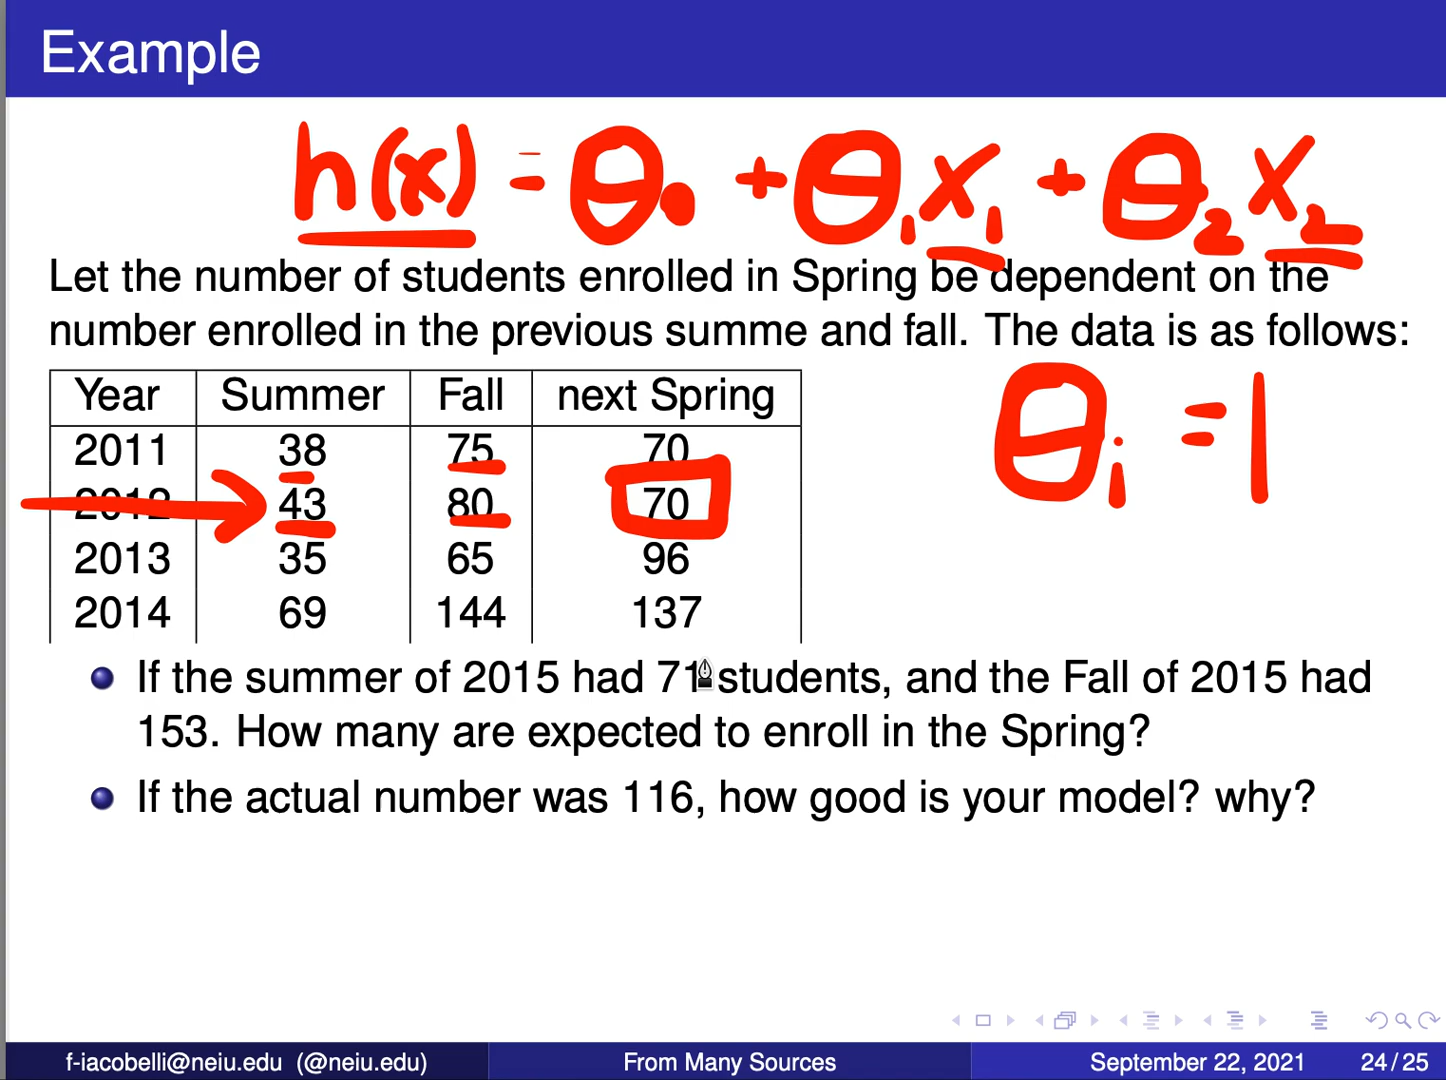 Example
h(x) = θ₀ + θ₁x₁ + θ₂x₂
Let the number of students enrolled in Spring be dependent on the
number enrolled in the previous summe and fall. The data is as follows:
Year Summer Fall next Spring
2011 38 75 70
2012 43 80 70
2013 35 65 96
2014 69 144 137
θi = 1
If the summer of 2015 had 71 students, and the Fall of 2015 had
153. How many are expected to enroll in the Spring?
If the actual number was 116, how good is your model? why?
f-iacobelli@neiu.edu (@neiu.edu) From Many Sources September 22, 2021 24/25